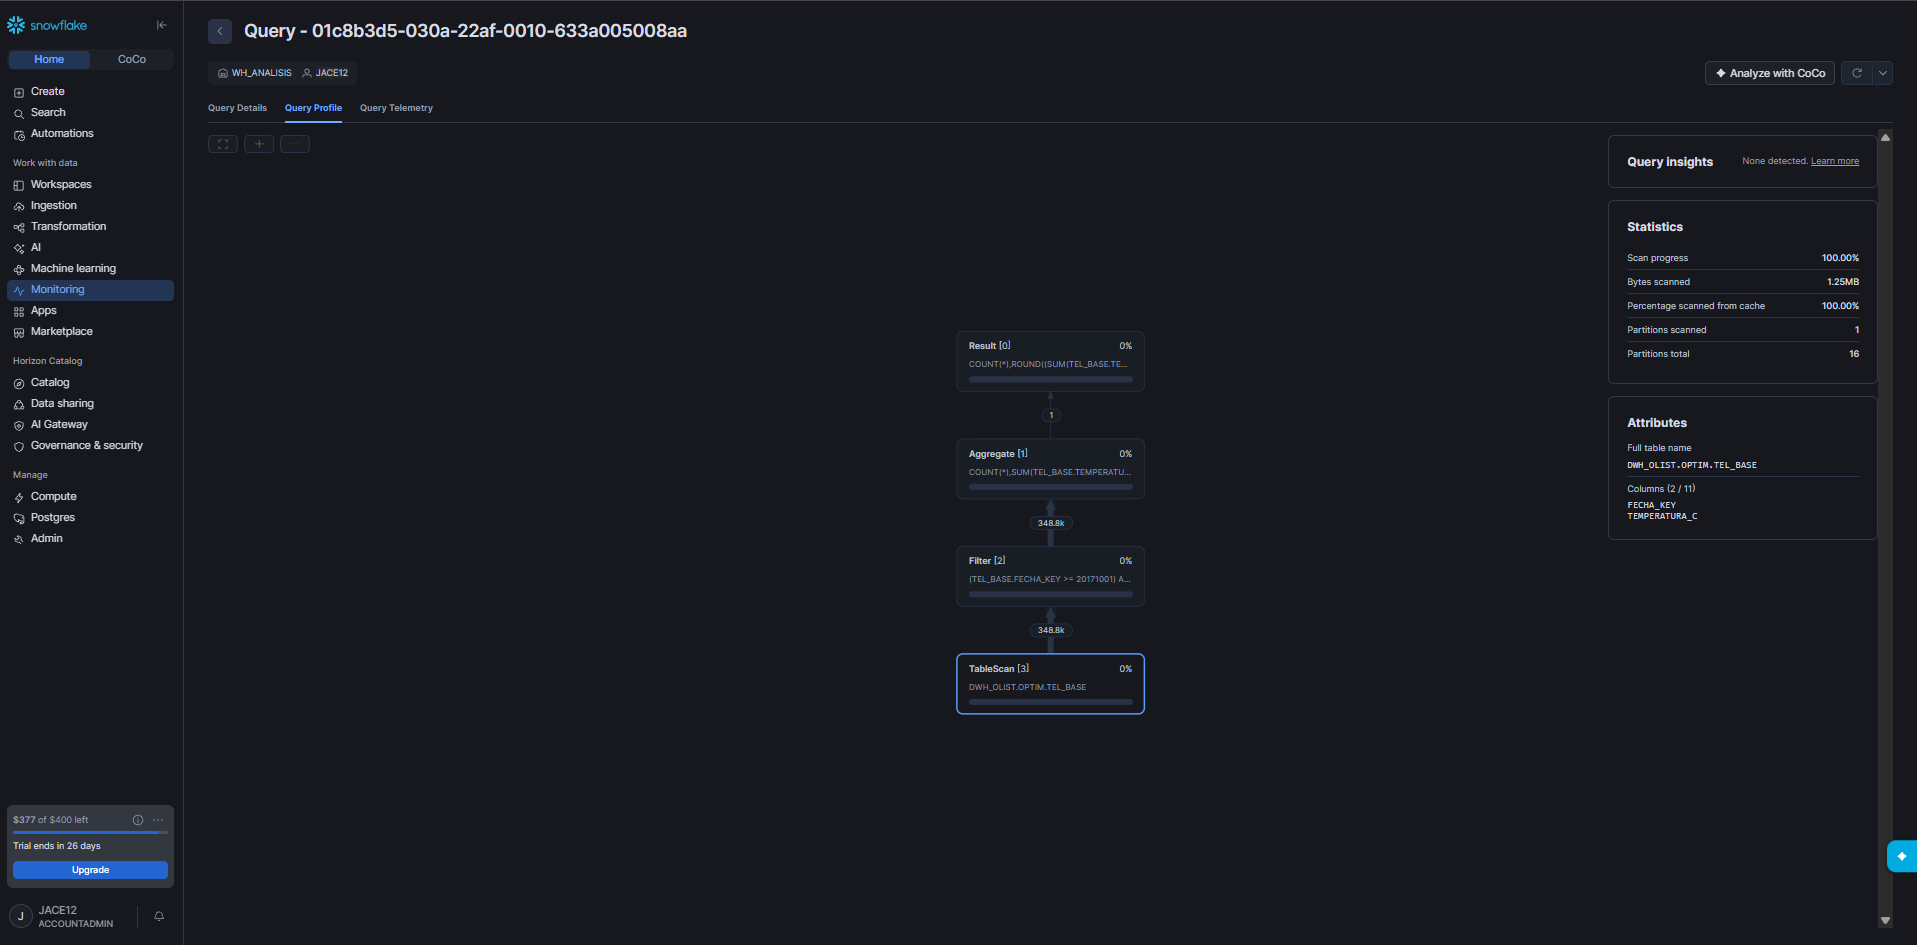 snowflake
Home
CoCo
Create
Search
Automations
Work with data
Workspaces
Ingestion
Transformation
AI
Machine learning
Monitoring
Apps
Marketplace
Horizon Catalog
Catalog
Data sharing
AI Gateway
Governance & security
Manage
Compute
Postgres
Admin
$377 of $400 left
Trial ends in 26 days
Upgrade
J
JACE12
ACCOUNTADMIN
Query - 01c8b3d5-030a-22af-0010-633a005008aa
WH_ANALISIS
JACE12
Analyze with CoCo
Query Details
Query Profile
Query Telemetry
Result [0] 0%
COUNT(*),ROUND((SUM(TEL_BASE.TE...
1
Aggregate [1] 0%
COUNT(*),SUM(TEL_BASE.TEMPERATU...
348.8k
Filter [2] 0%
(TEL_BASE.FECHA_KEY >= 20171001) A...
348.8k
TableScan [3] 0%
DWH_OLIST.OPTIM.TEL_BASE
Query insights
None detected. Learn more
Statistics
Scan progress 100.00%
Bytes scanned 1.25MB
Percentage scanned from cache 100.00%
Partitions scanned 1
Partitions total 16
Attributes
Full table name
DWH_OLIST.OPTIM.TEL_BASE
Columns (2 / 11)
FECHA_KEY
TEMPERATURA_C